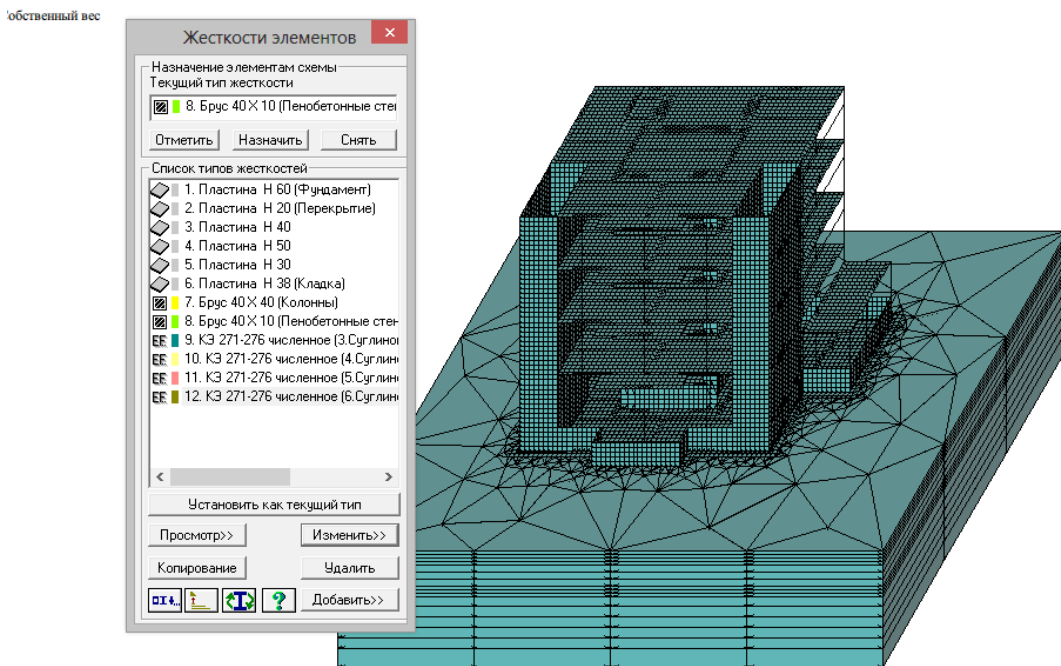 обственный вес
Жесткости элементов
Назначение элементам схемы
Текущий тип жесткости
8. Брус 40 X 10 (Пенобетонные стен
Отметить Назначить Снять
Список типов жесткостей
1. Пластина H 60 (Фундамент)
2. Пластина H 20 (Перекрытие)
3. Пластина H 40
4. Пластина H 50
5. Пластина H 30
6. Пластина H 38 (Кладка)
7. Брус 40 X 40 (Колонны)
8. Брус 40 X 10 (Пенобетонные стен
9. КЭ 271-276 численное (3.Суглино
10. КЭ 271-276 численное (4.Суглин
11. КЭ 271-276 численное (5.Суглин
12. КЭ 271-276 численное (6.Суглин
Установить как текущий тип
Просмотр>> Изменить>>
Копирование Удалить
Добавить>>